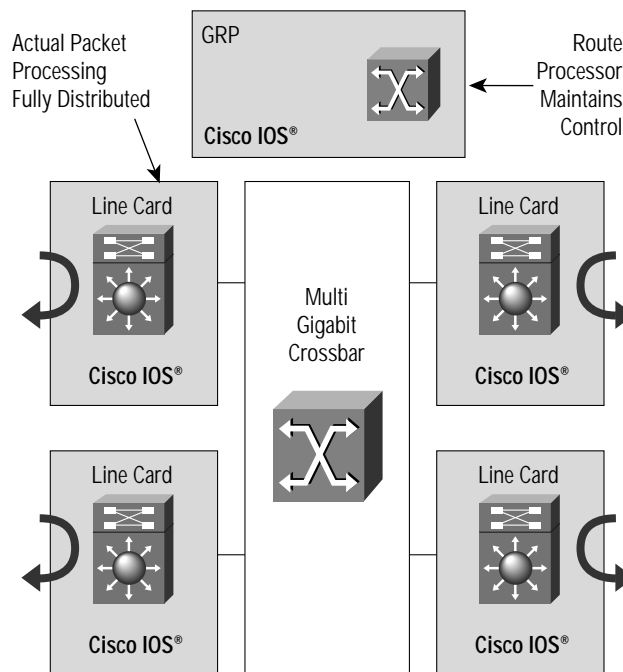 Actual Packet
Processing
Fully Distributed
GRP
Cisco IOS®
Route
Processor
Maintains
Control
Line Card
Cisco IOS®
Multi
Gigabit
Crossbar
Line Card
Cisco IOS®
Line Card
Cisco IOS®
Line Card
Cisco IOS®